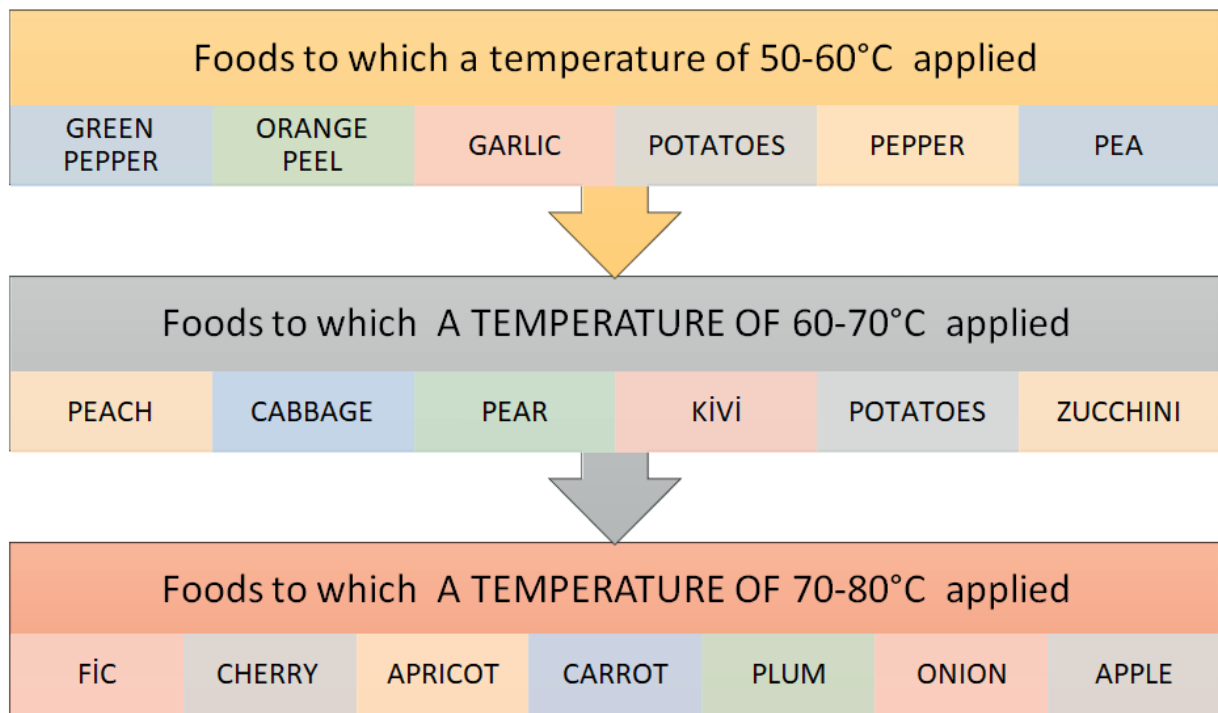 Foods to which a temperature of 50-60°C applied
GREEN
PEPPER
ORANGE
PEEL
GARLIC
POTATOES
PEPPER
PEA
Foods to which A TEMPERATURE OF 60-70°C applied
PEACH
CABBAGE
PEAR
KİVİ
POTATOES
ZUCCHINI
Foods to which A TEMPERATURE OF 70-80°C applied
FİC
CHERRY
APRICOT
CARROT
PLUM
ONION
APPLE